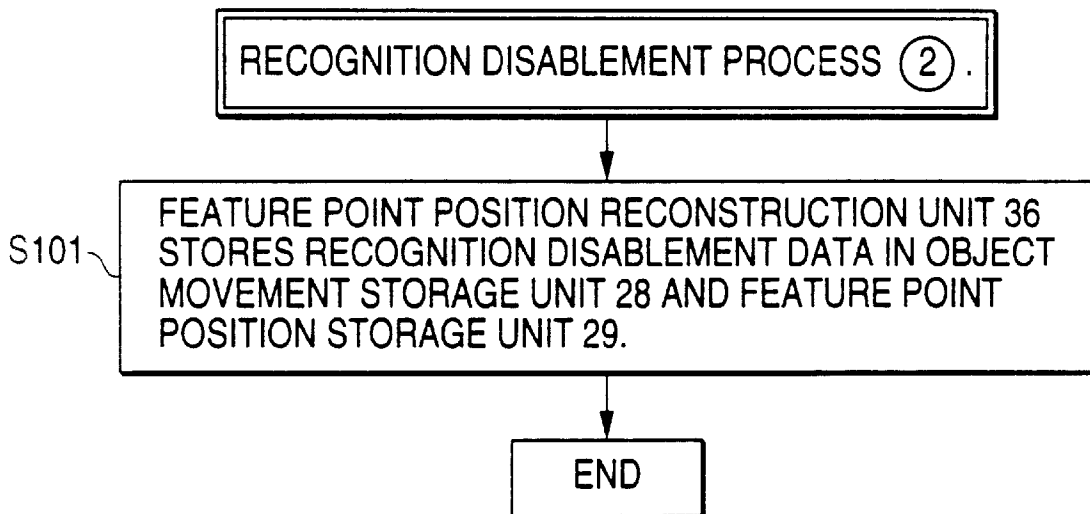 RECOGNITION DISABLEMENT PROCESS ② .
S101
FEATURE POINT POSITION RECONSTRUCTION UNIT 36
STORES RECOGNITION DISABLEMENT DATA IN OBJECT
MOVEMENT STORAGE UNIT 28 AND FEATURE POINT
POSITION STORAGE UNIT 29.
END